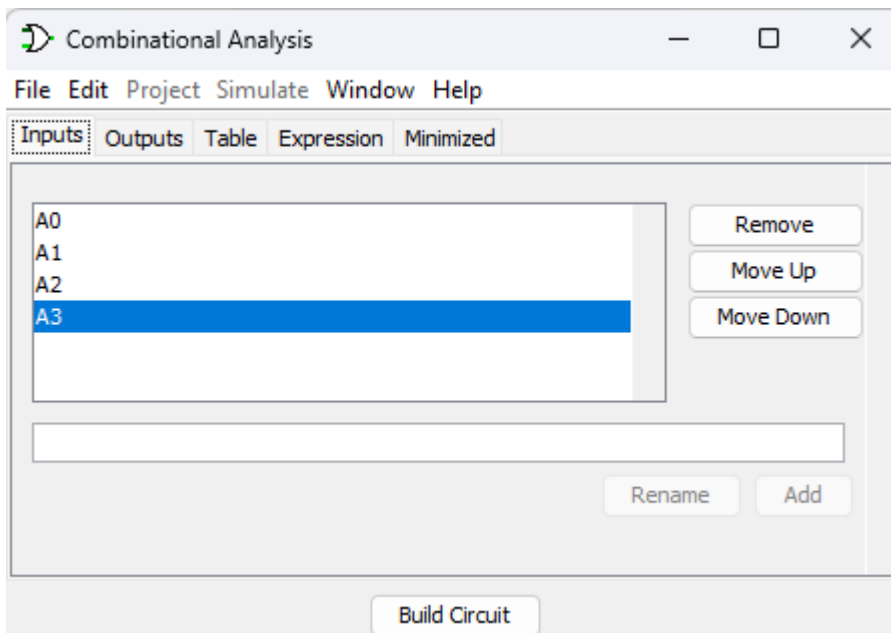 Combinational Analysis
File Edit Project Simulate Window Help
Inputs Outputs Table Expression Minimized
A0
A1
A2
A3
Remove
Move Up
Move Down
Rename Add
Build Circuit